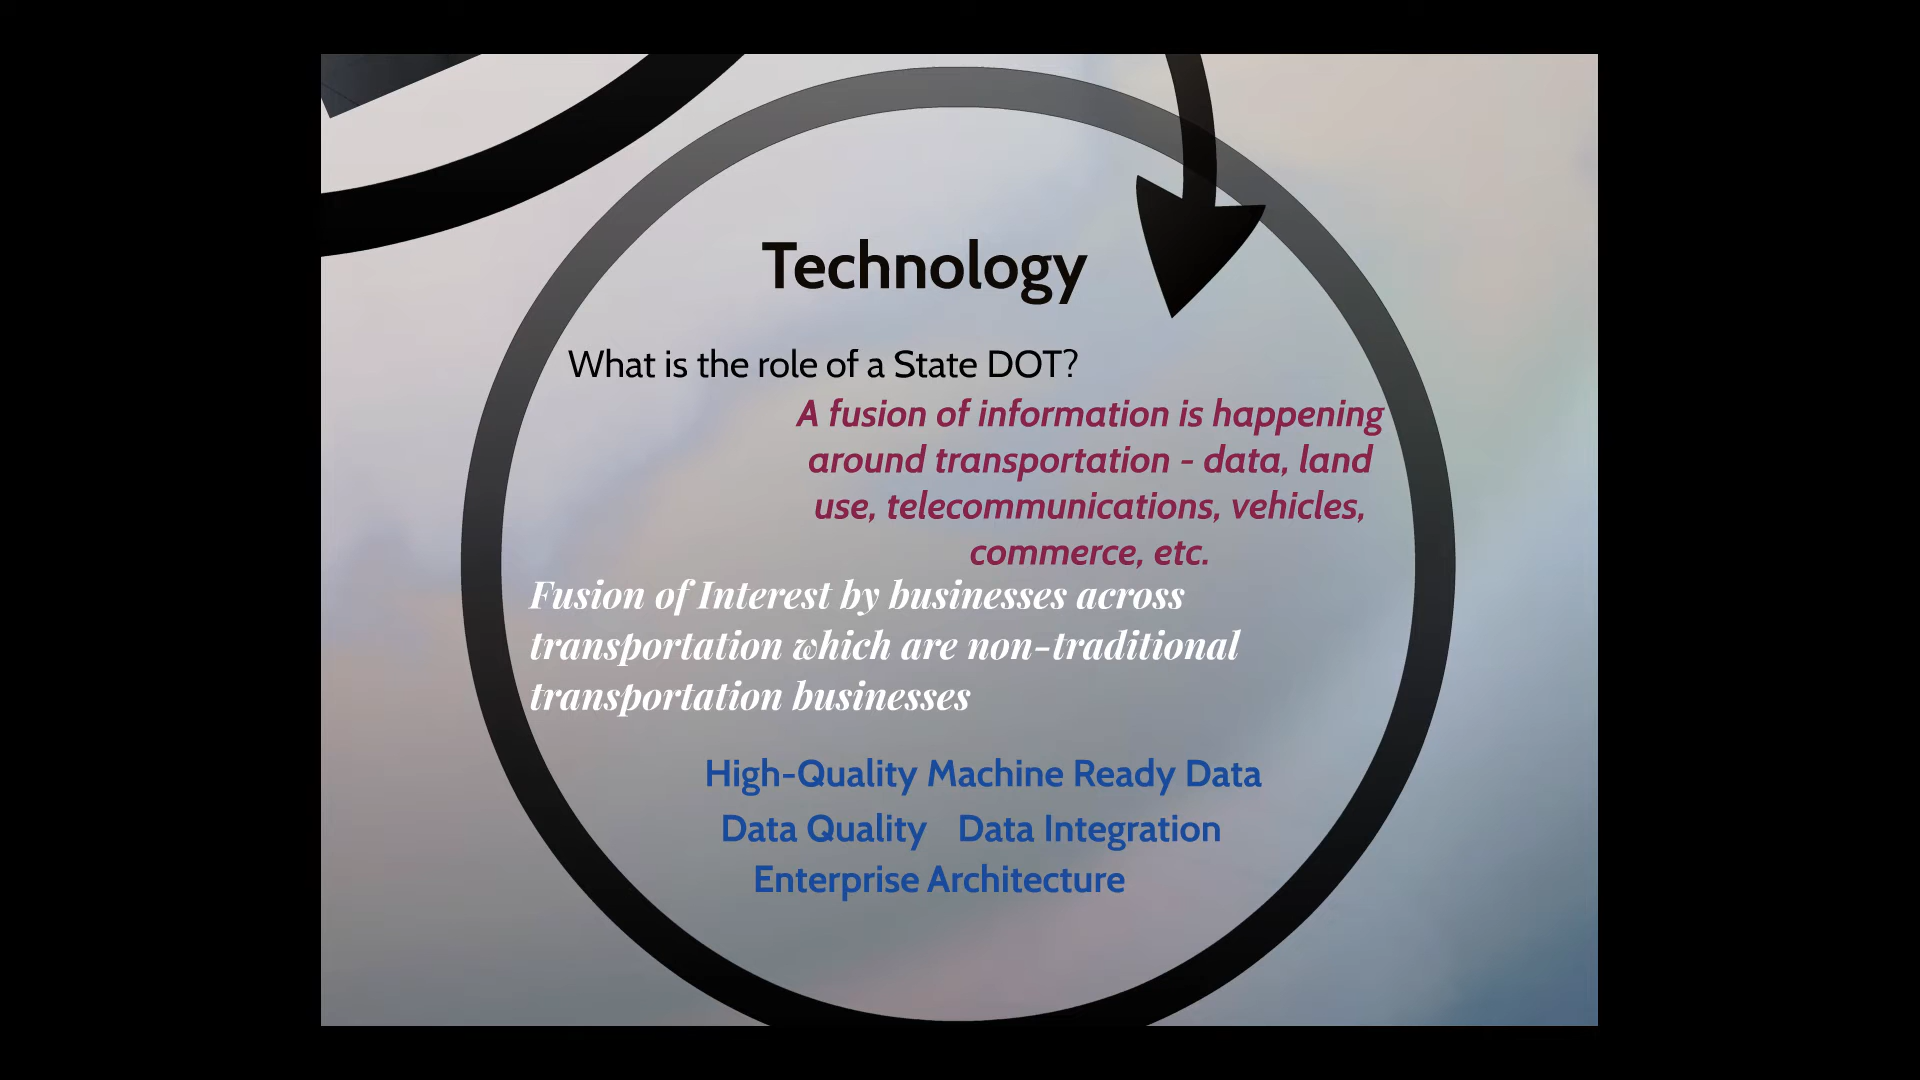 Technology
What is the role of a State DOT?
A fusion of information is happening
around transportation - data, land
use, telecommunications, vehicles,
commerce, etc.
Fusion of Interest by businesses across
transportation which are non-traditional
transportation businesses
High-Quality Machine Ready Data
Data Quality Data Integration
Enterprise Architecture